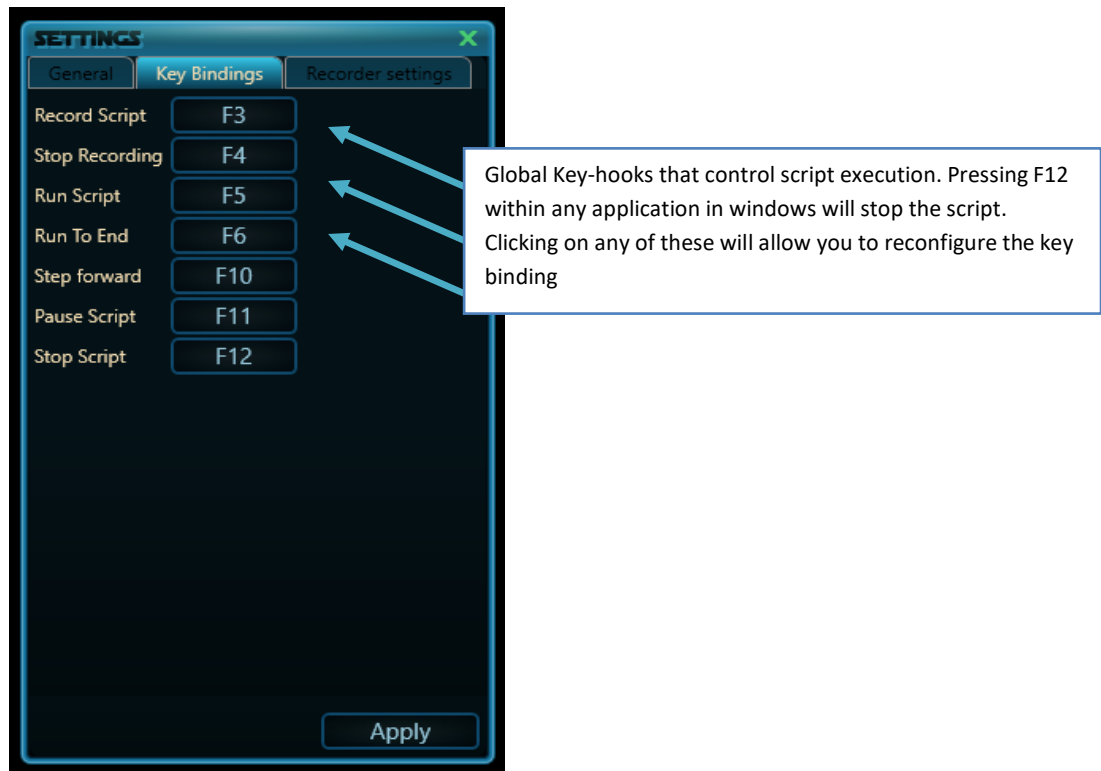 SETTINGS X
General Key Bindings Recorder settings
Record Script F3
Stop Recording F4
Run Script F5
Run To End F6
Step forward F10
Pause Script F11
Stop Script F12
Apply
Global Key-hooks that control script execution. Pressing F12
within any application in windows will stop the script.
Clicking on any of these will allow you to reconfigure the key
binding